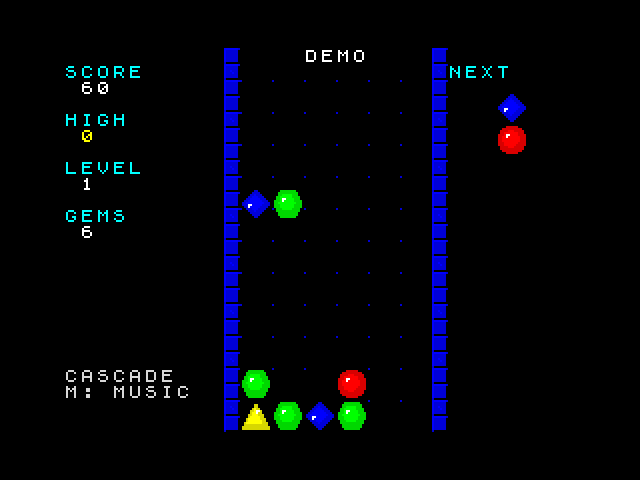 DEMO
SCORE
60
HIGH
0
LEVEL
1
GEMS
6
CASCADE
M: MUSIC
NEXT